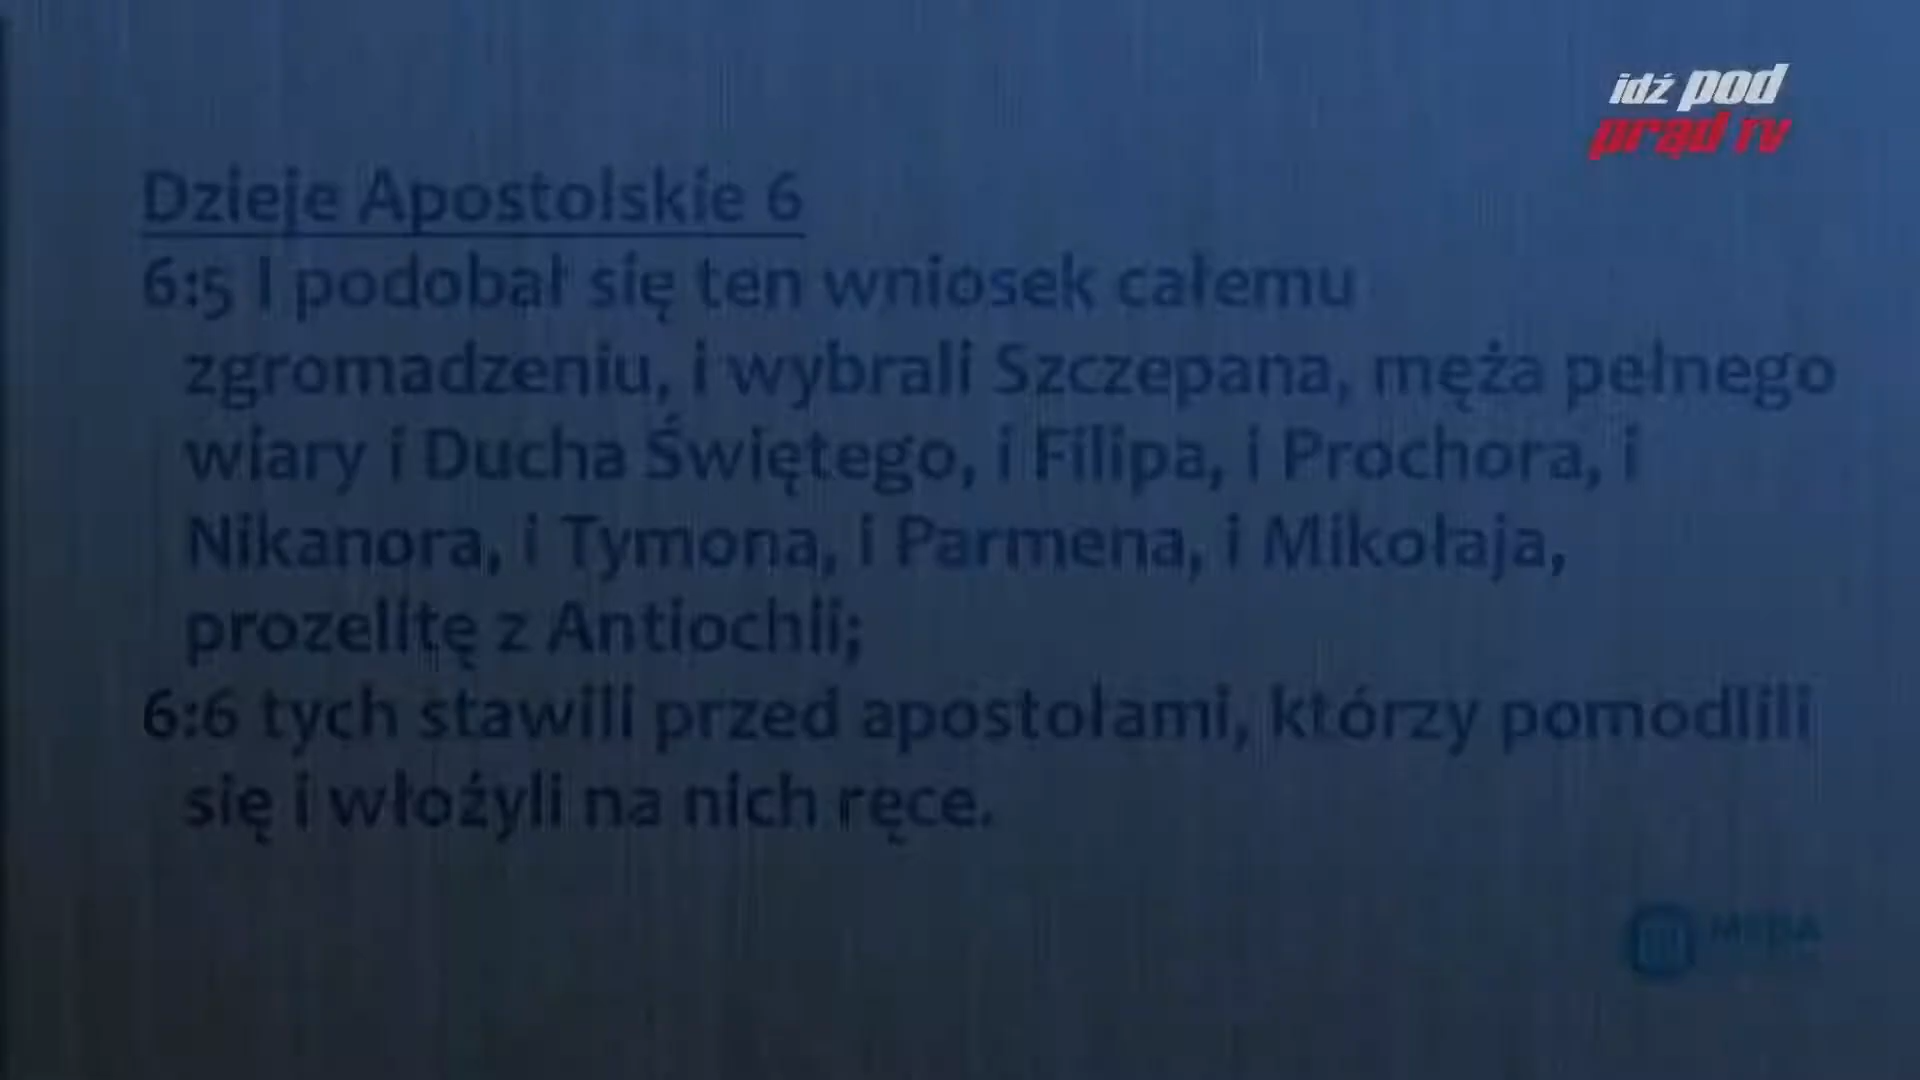 idź pod
prąd tv
Dzieje Apostolskie 6
6:5 I podobał się ten wniosek całemu
zgromadzeniu, i wybrali Szczepana, męża pełnego
wiary i Ducha Świętego, i Filipa, i Prochora, i
Nikanora, i Tymona, i Parmena, i Mikołaja,
prozelitę z Antiochii;
6:6 tych stawili przed apostołami, którzy pomodlili
się i włożyli na nich ręce.